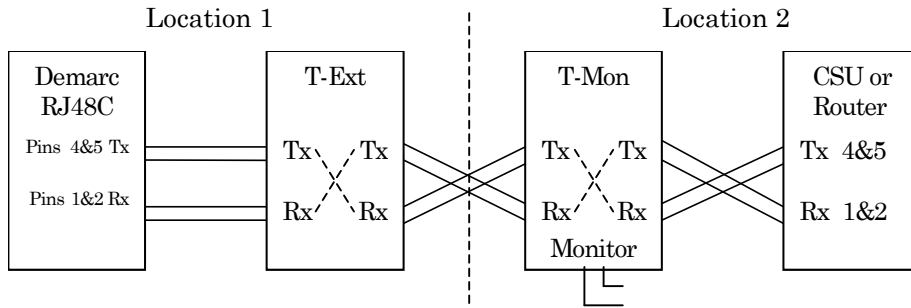 Location 1
Location 2
Demarc
RJ48C
Pins 4&5 Tx
Pins 1&2 Rx
T-Ext
Tx Tx
Rx Rx
T-Mon
Tx Tx
Rx Rx
Monitor
CSU or
Router
Tx 4&5
Rx 1&2